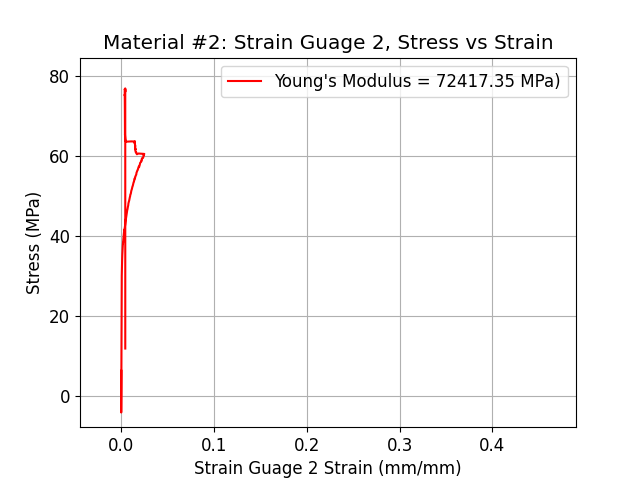 Material #2: Strain Guage 2, Stress vs Strain
Young's Modulus = 72417.35 MPa)
80
60
40
20
0
Stress (MPa)
0.0 0.1 0.2 0.3 0.4
Strain Guage 2 Strain (mm/mm)